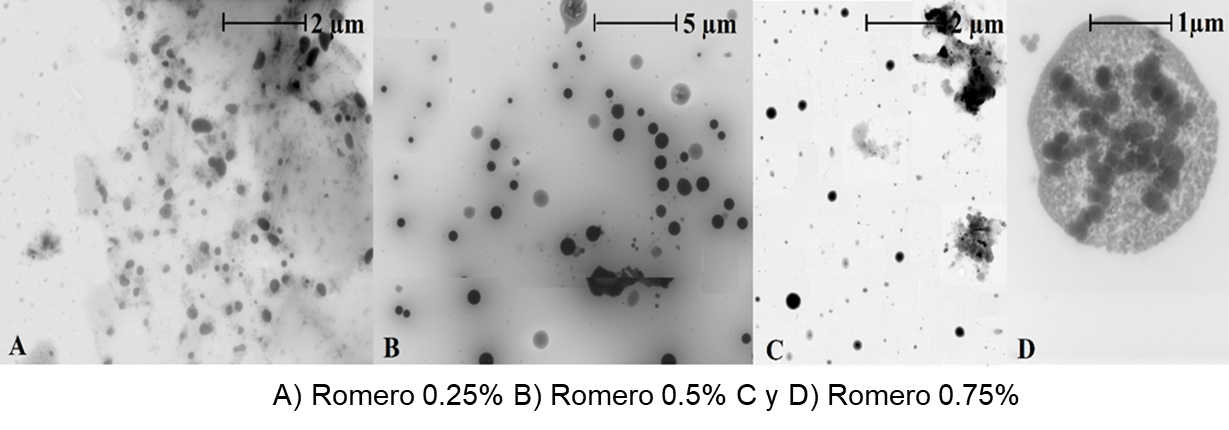 2 µm
5 µm
2 µm
1µm
A
B
C
D
A) Romero 0.25% B) Romero 0.5% C y D) Romero 0.75%